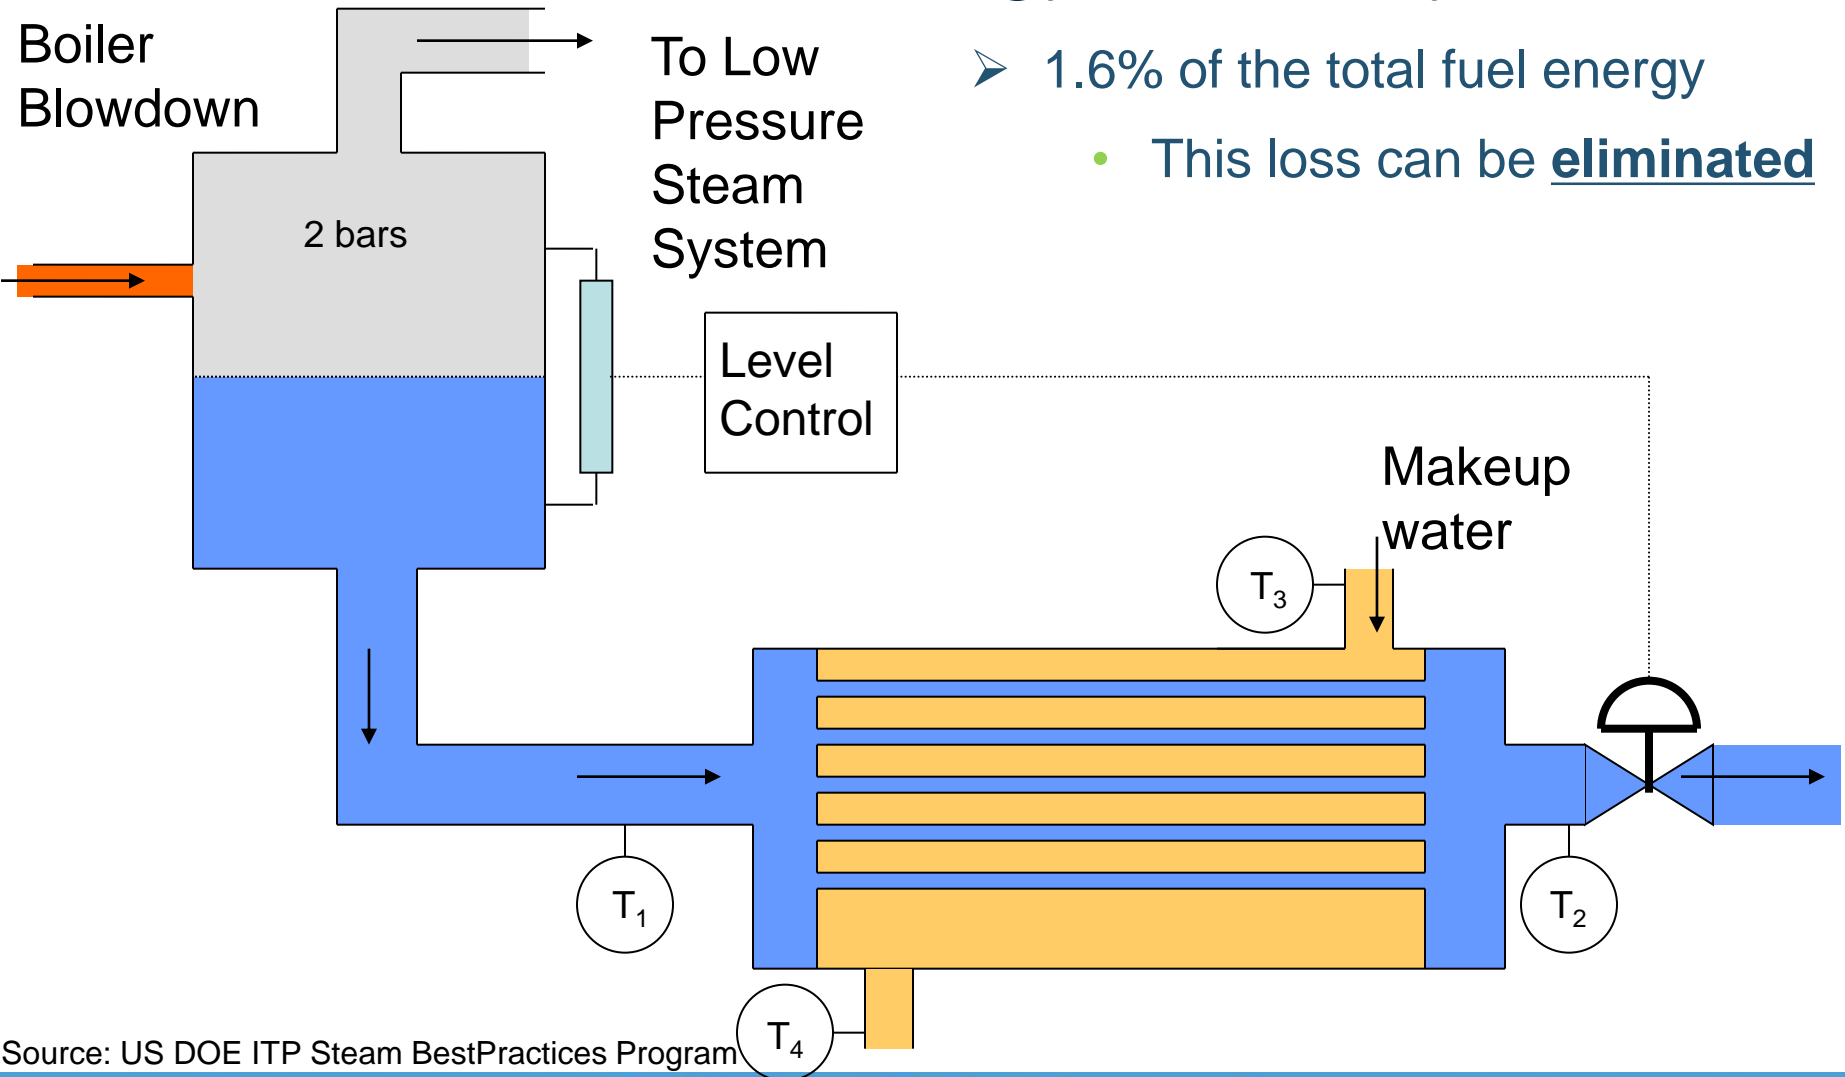 Boiler
Blowdown
To Low
Pressure
Steam
System
➢ 1.6% of the total fuel energy
• This loss can be eliminated
2 bars
Level
Control
Makeup
water
T3
T1
T2
T4
Source: US DOE ITP Steam BestPractices Program